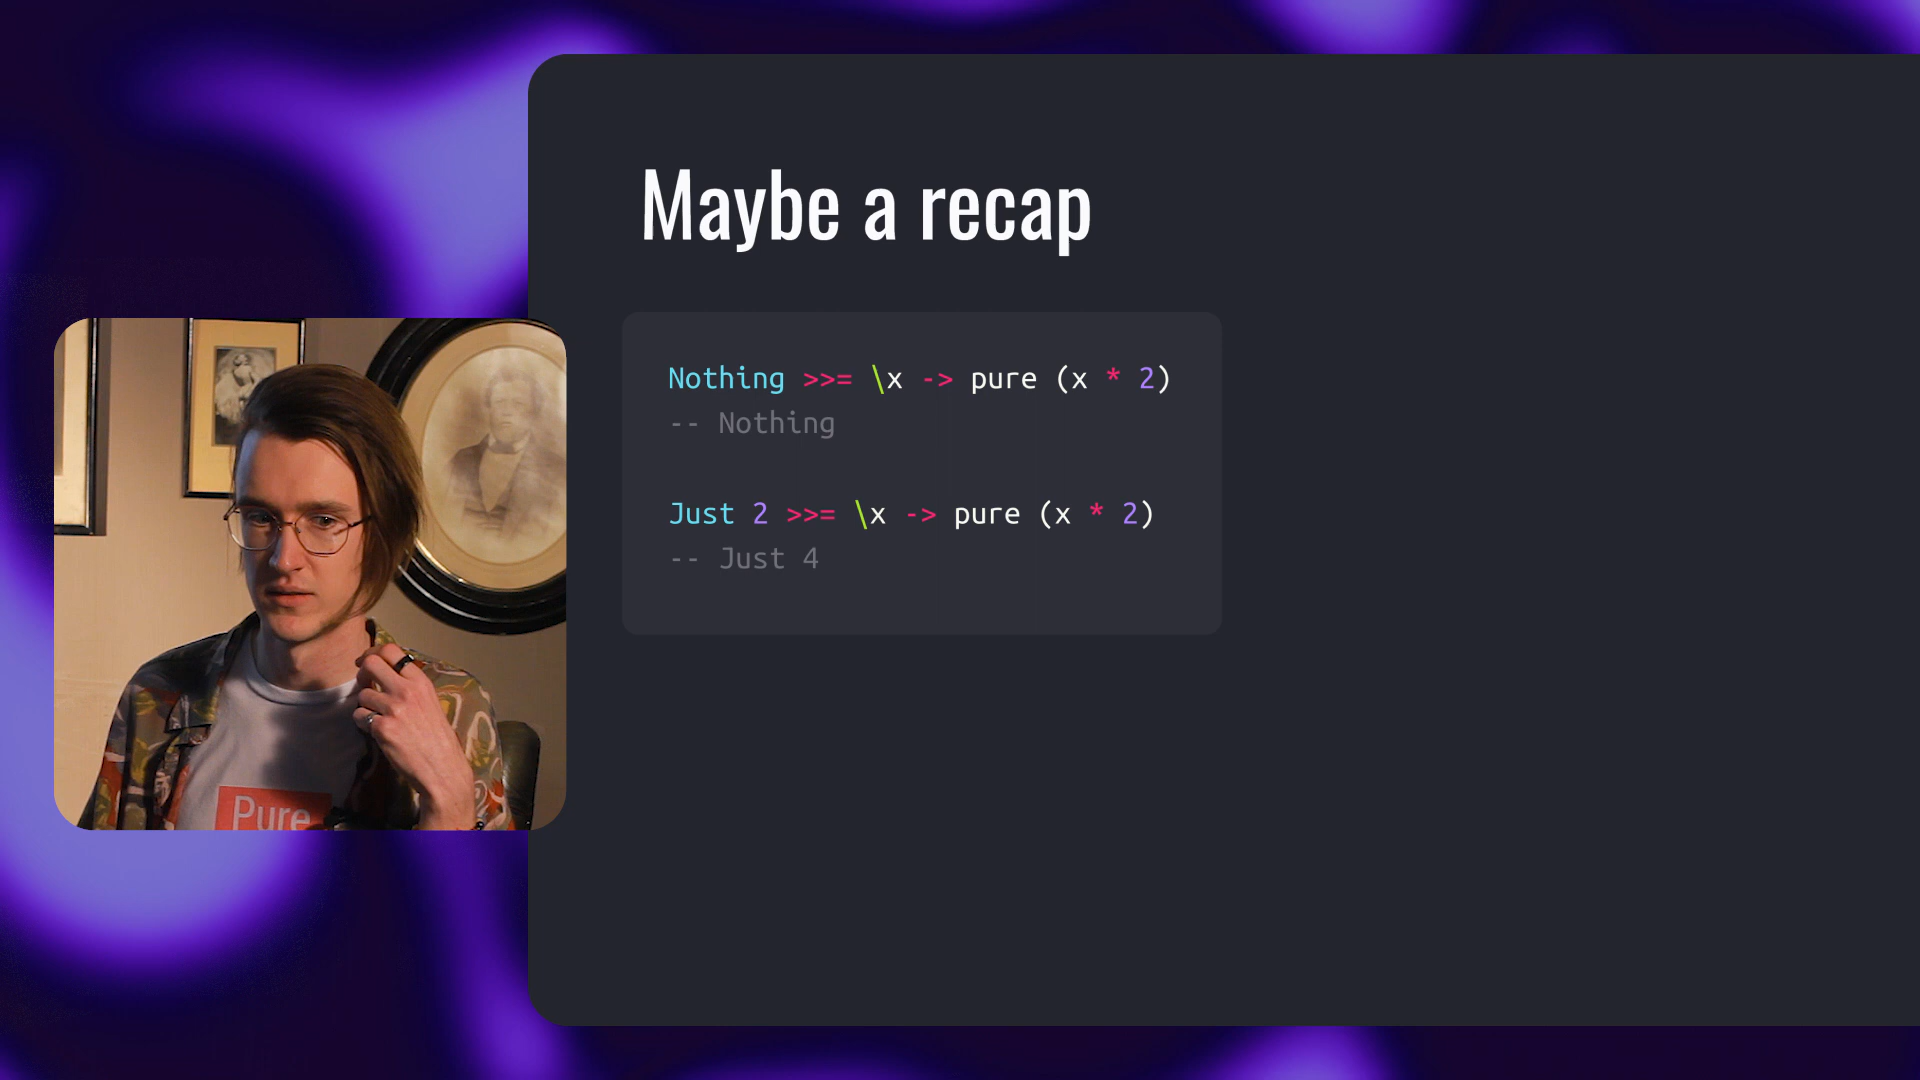 Maybe a recap
Nothing >>= \x -> pure (x * 2)
-- Nothing
Just 2 >>= \x -> pure (x * 2)
-- Just 4
Pure